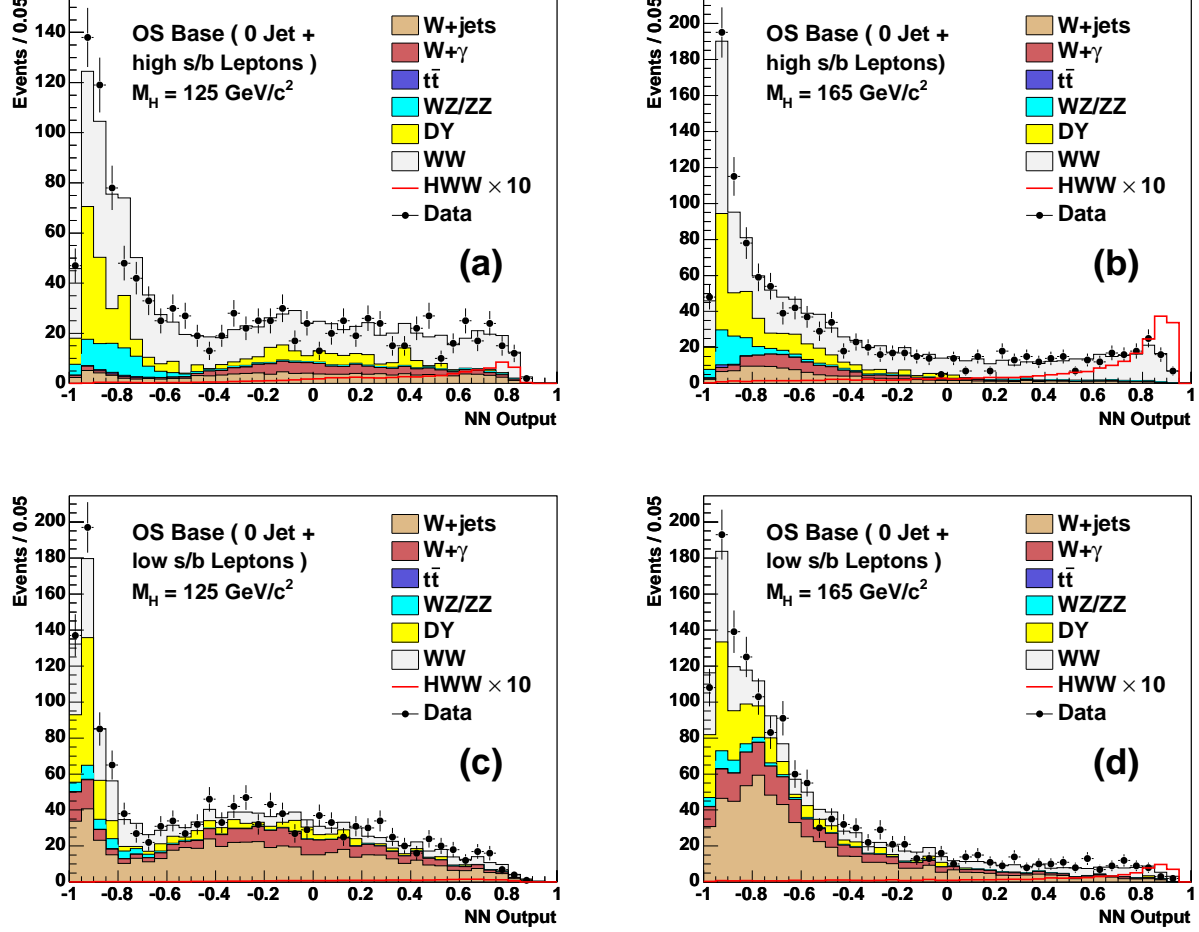 Events / 0.05
140
120
100
80
60
40
20
0
-1 -0.8 -0.6 -0.4 -0.2 0 0.2 0.4 0.6 0.8 1
NN Output
OS Base ( 0 Jet +
high s/b Leptons )
M_H = 125 GeV/c²
W+jets
W+γ
tt̄
WZ/ZZ
DY
WW
HWW × 10
Data
(a)
Events / 0.05
200
180
160
140
120
100
80
60
40
20
0
-1 -0.8 -0.6 -0.4 -0.2 0 0.2 0.4 0.6 0.8 1
NN Output
OS Base ( 0 Jet +
high s/b Leptons)
M_H = 165 GeV/c²
W+jets
W+γ
tt̄
WZ/ZZ
DY
WW
HWW × 10
Data
(b)
Events / 0.05
200
180
160
140
120
100
80
60
40
20
0
-1 -0.8 -0.6 -0.4 -0.2 0 0.2 0.4 0.6 0.8 1
NN Output
OS Base ( 0 Jet +
low s/b Leptons )
M_H = 125 GeV/c²
W+jets
W+γ
tt̄
WZ/ZZ
DY
WW
HWW × 10
Data
(c)
Events / 0.05
200
180
160
140
120
100
80
60
40
20
0
-1 -0.8 -0.6 -0.4 -0.2 0 0.2 0.4 0.6 0.8 1
NN Output
OS Base ( 0 Jet +
low s/b Leptons )
M_H = 165 GeV/c²
W+jets
W+γ
tt̄
WZ/ZZ
DY
WW
HWW × 10
Data
(d)